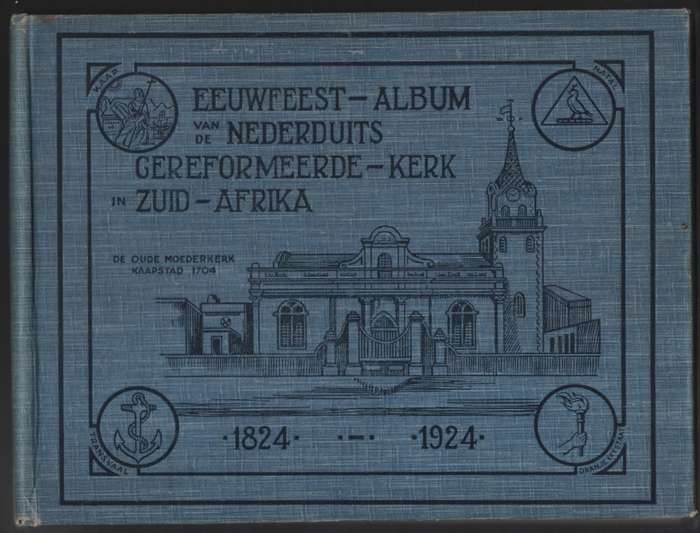 KAAP
NATAL
EEUWFEEST – ALBUM
VAN DE NEDERDUITS
GEREFORMEERDE – KERK
IN ZUID – AFRIKA
DE OUDE MOEDERKERK
KAAPSTAD 1704
TRANSVAAL
ORANJE VRYSTAAT
·1824· ·–· ·1924·